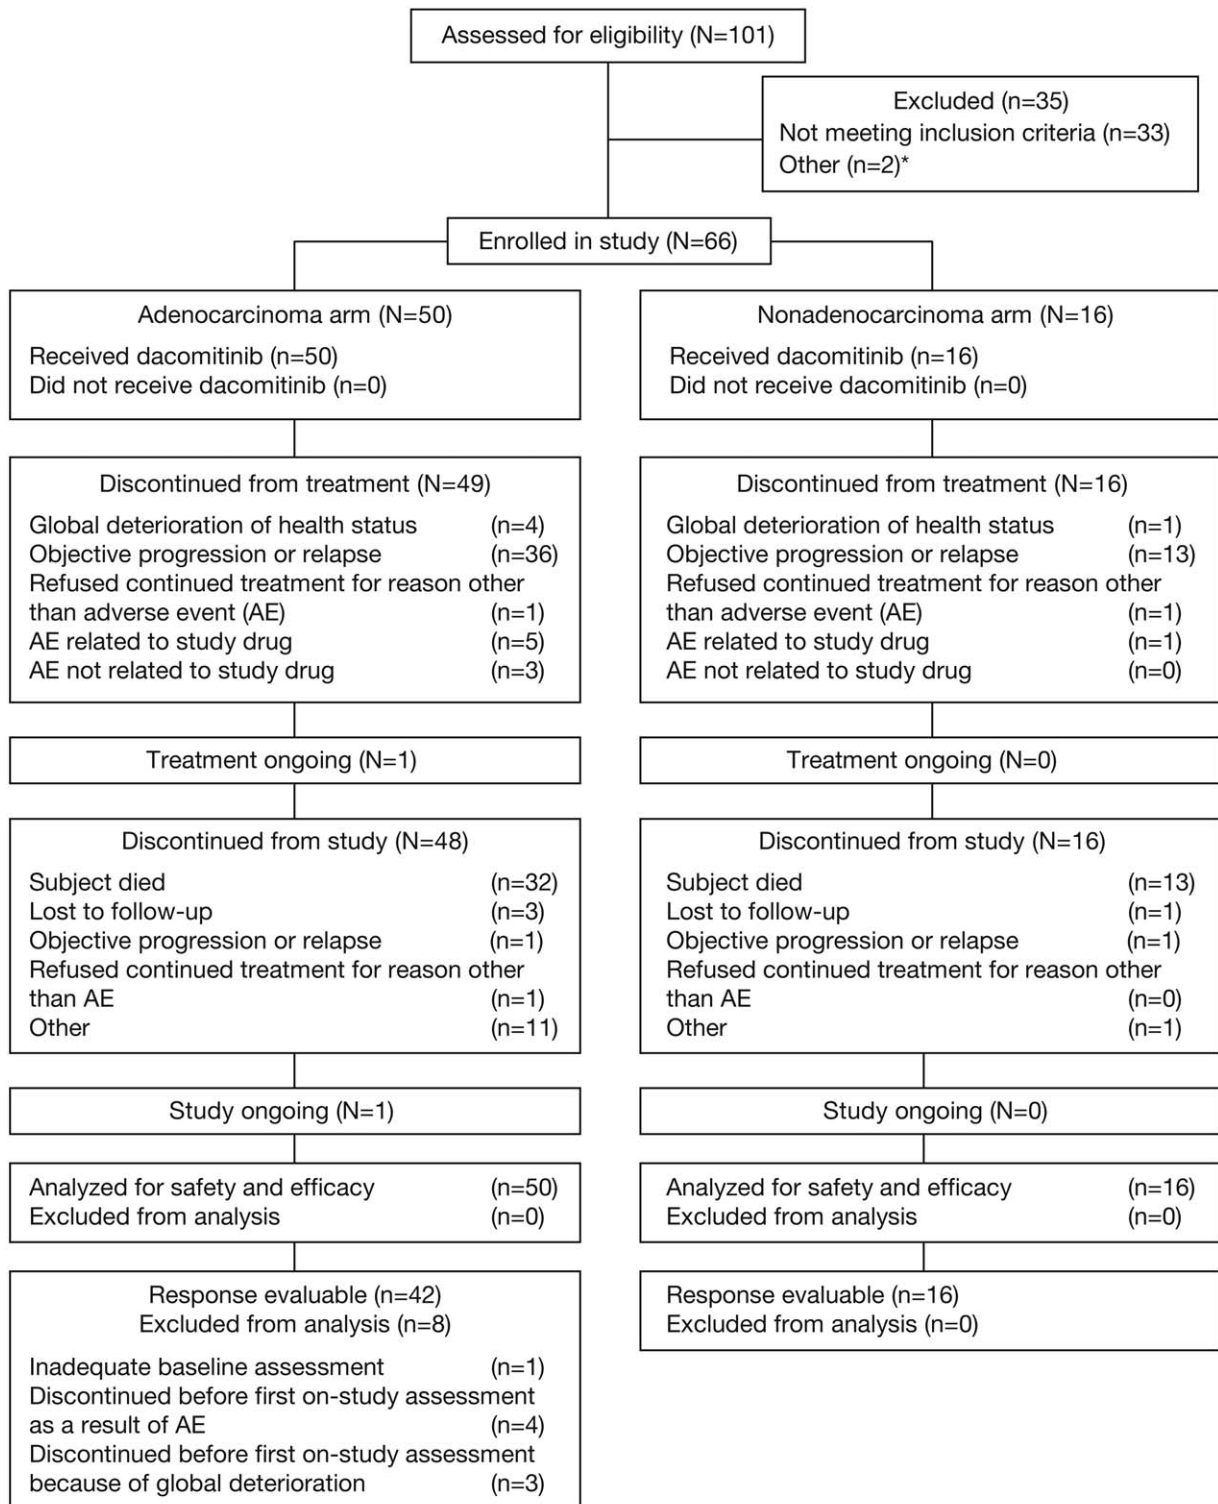 Assessed for eligibility (N=101)
Excluded (n=35)
Not meeting inclusion criteria (n=33)
Other (n=2)*
Enrolled in study (N=66)
Adenocarcinoma arm (N=50)
Received dacomitinib (n=50)
Did not receive dacomitinib (n=0)
Nonadenocarcinoma arm (N=16)
Received dacomitinib (n=16)
Did not receive dacomitinib (n=0)
Discontinued from treatment (N=49)
Global deterioration of health status (n=4)
Objective progression or relapse (n=36)
Refused continued treatment for reason other
than adverse event (AE) (n=1)
AE related to study drug (n=5)
AE not related to study drug (n=3)
Discontinued from treatment (N=16)
Global deterioration of health status (n=1)
Objective progression or relapse (n=13)
Refused continued treatment for reason other
than adverse event (AE) (n=1)
AE related to study drug (n=1)
AE not related to study drug (n=0)
Treatment ongoing (N=1)
Treatment ongoing (N=0)
Discontinued from study (N=48)
Subject died (n=32)
Lost to follow-up (n=3)
Objective progression or relapse (n=1)
Refused continued treatment for reason other
than AE (n=1)
Other (n=11)
Discontinued from study (N=16)
Subject died (n=13)
Lost to follow-up (n=1)
Objective progression or relapse (n=1)
Refused continued treatment for reason other
than AE (n=0)
Other (n=1)
Study ongoing (N=1)
Study ongoing (N=0)
Analyzed for safety and efficacy (n=50)
Excluded from analysis (n=0)
Analyzed for safety and efficacy (n=16)
Excluded from analysis (n=0)
Response evaluable (n=42)
Excluded from analysis (n=8)
Inadequate baseline assessment (n=1)
Discontinued before first on-study assessment
as a result of AE (n=4)
Discontinued before first on-study assessment
because of global deterioration (n=3)
Response evaluable (n=16)
Excluded from analysis (n=0)